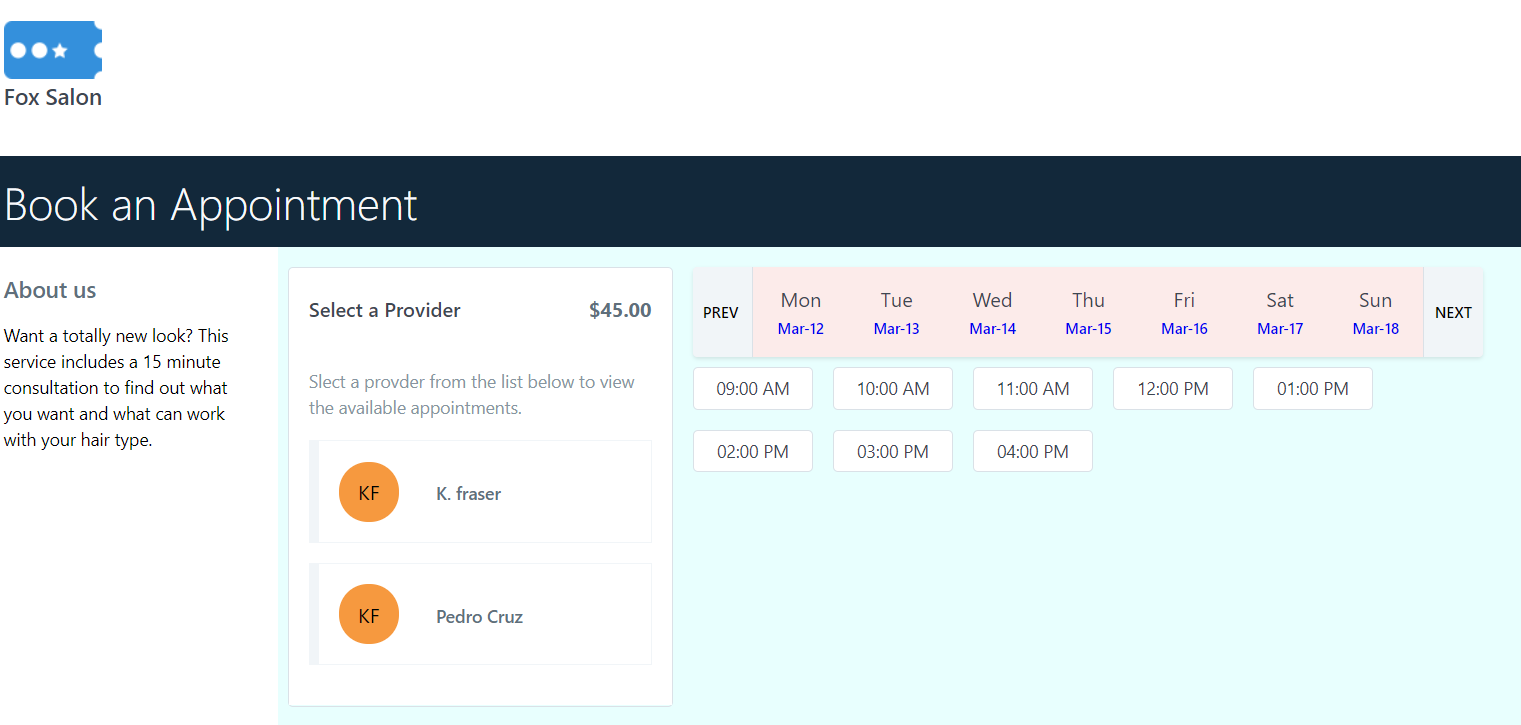 Fox Salon
Book an Appointment
About us
Want a totally new look? This
service includes a 15 minute
consultation to find out what
you want and what can work
with your hair type.
Select a Provider $45.00
Slect a provder from the list below to view
the available appointments.
KF K. fraser
KF Pedro Cruz
PREV Mon Tue Wed Thu Fri Sat Sun NEXT
Mar-12 Mar-13 Mar-14 Mar-15 Mar-16 Mar-17 Mar-18
09:00 AM 10:00 AM 11:00 AM 12:00 PM 01:00 PM
02:00 PM 03:00 PM 04:00 PM